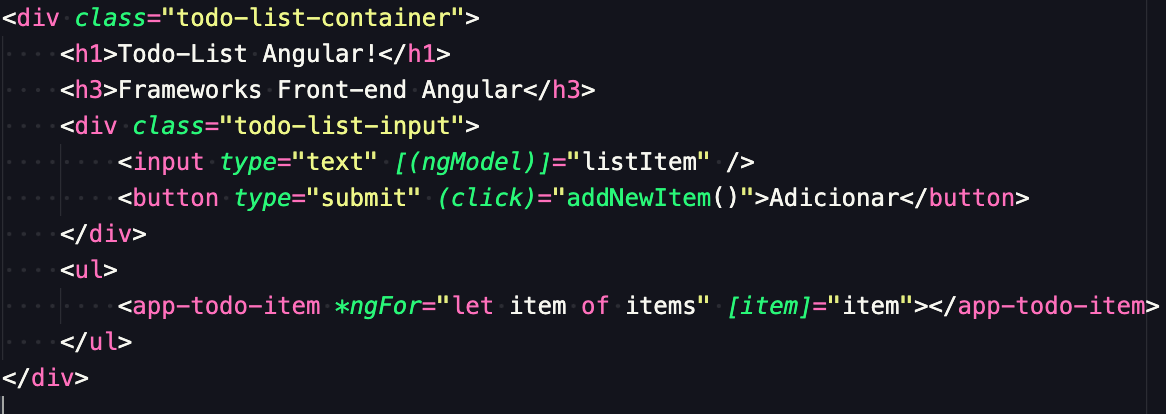 <div class="todo-list-container">
    <h1>Todo-List Angular!</h1>
    <h3>Frameworks Front-end Angular</h3>
    <div class="todo-list-input">
        <input type="text" [(ngModel)]="listItem" />
        <button type="submit" (click)="addNewItem()">Adicionar</button>
    </div>
    <ul>
        <app-todo-item *ngFor="let item of items" [item]="item"></app-todo-item>
    </ul>
</div>